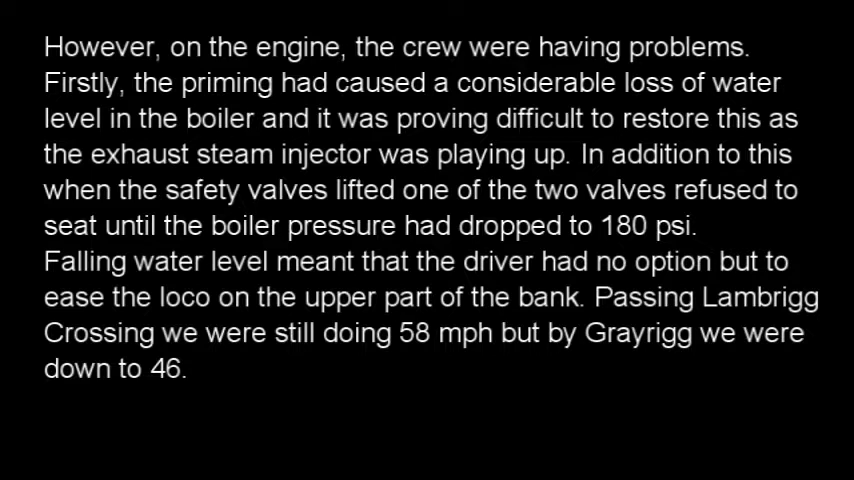 However, on the engine, the crew were having problems.
Firstly, the priming had caused a considerable loss of water
level in the boiler and it was proving difficult to restore this as
the exhaust steam injector was playing up. In addition to this
when the safety valves lifted one of the two valves refused to
seat until the boiler pressure had dropped to 180 psi.
Falling water level meant that the driver had no option but to
ease the loco on the upper part of the bank. Passing Lambrigg
Crossing we were still doing 58 mph but by Grayrigg we were
down to 46.